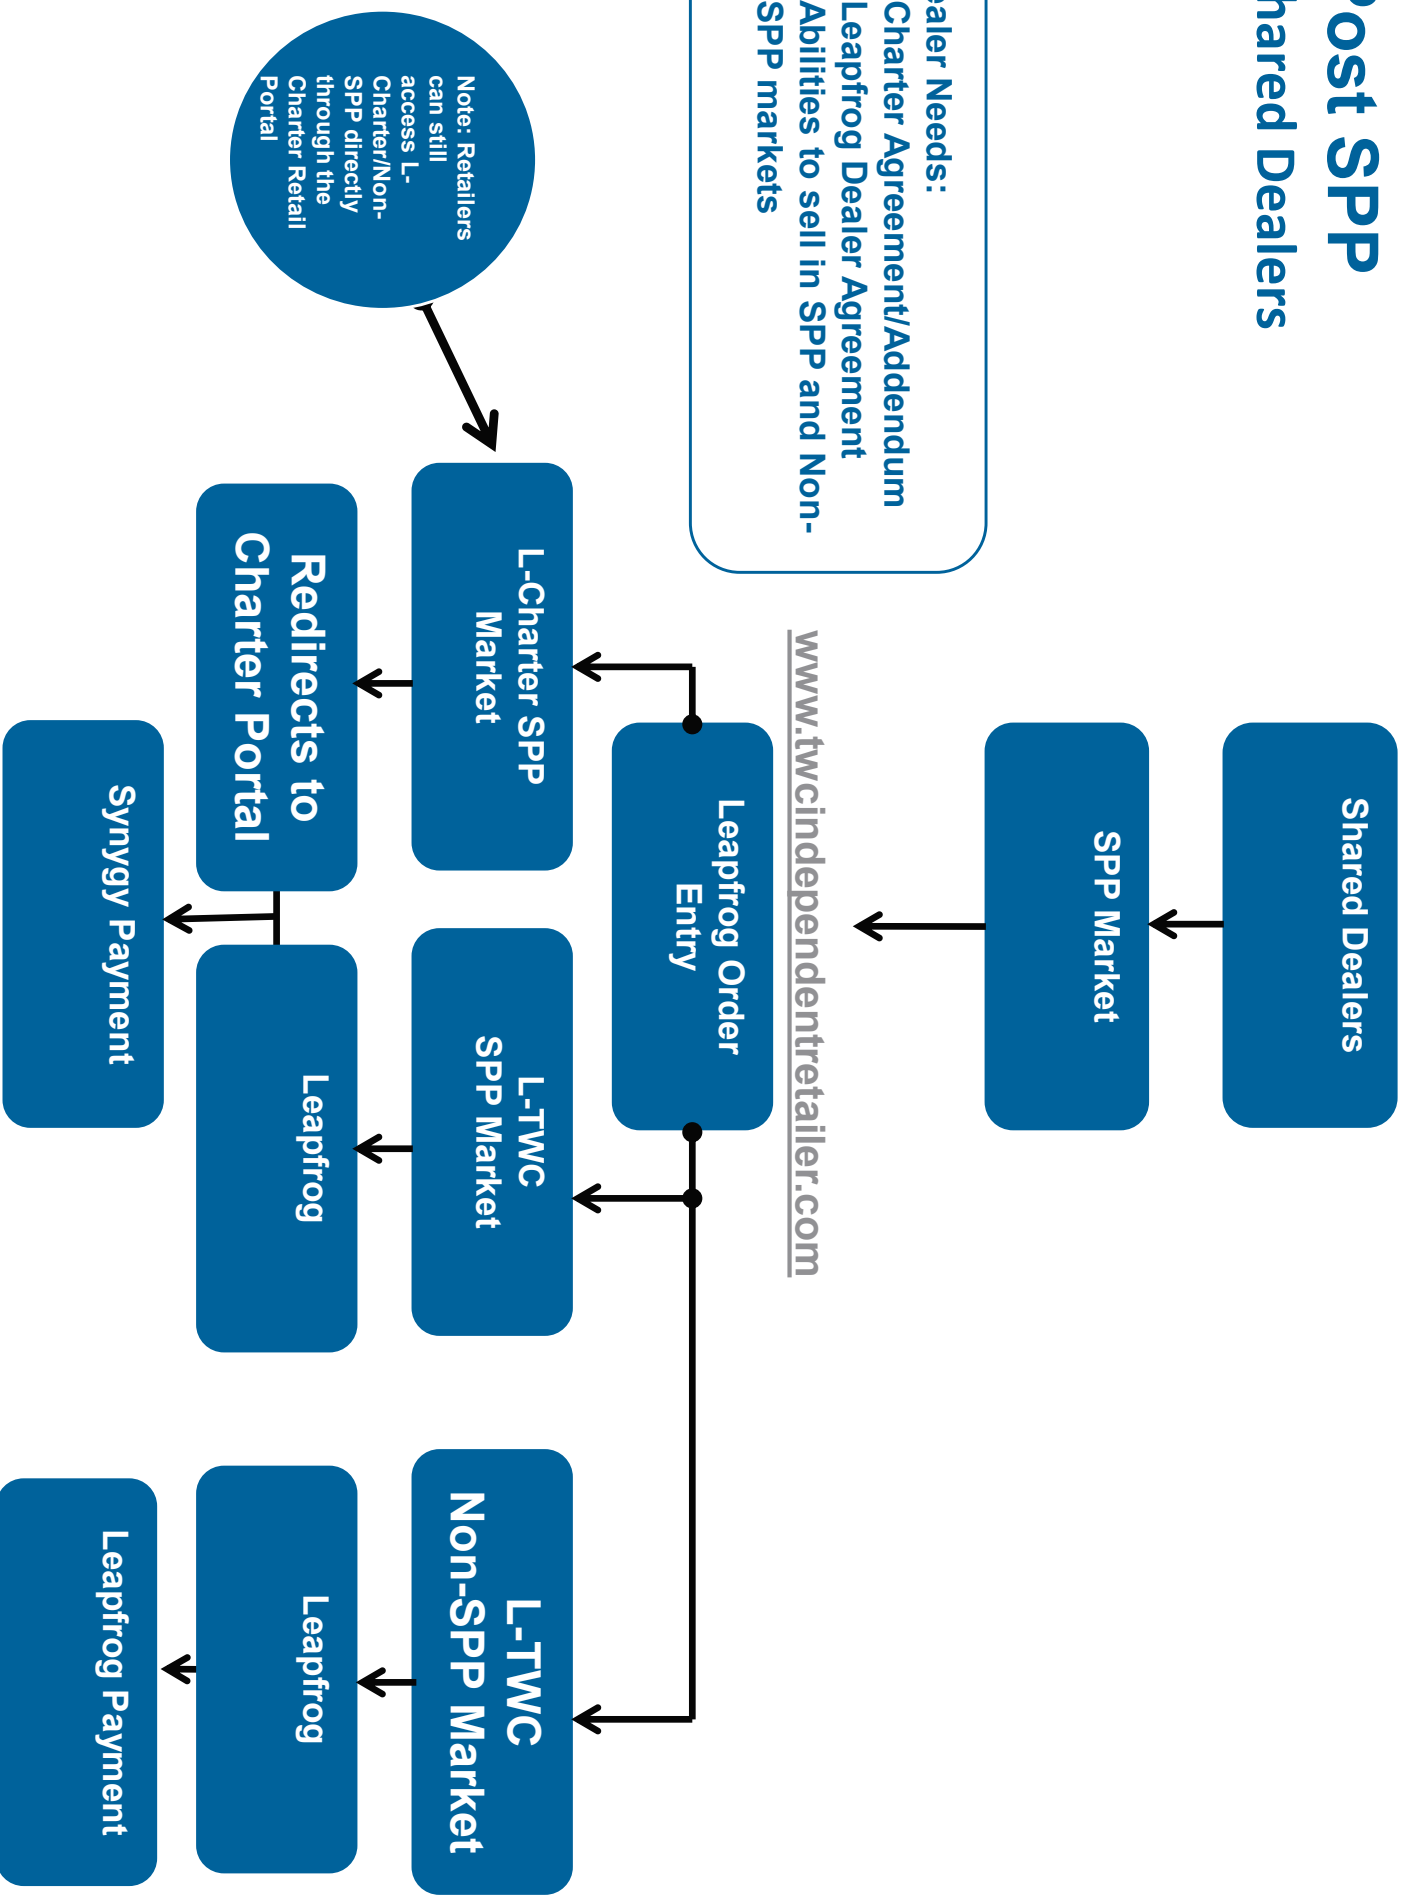 Post SPP
hared Dealers
ealer Needs:
Charter Agreement/Addendum
Leapfrog Dealer Agreement
Abilities to sell in SPP and Non-
SPP markets
Shared Dealers
SPP Market
www.twcindependentretailer.com
Leapfrog Order
Entry
Note: Retailers
can still
access L-
Charter/Non-
SPP directly
through the
Charter Retail
Portal
L-Charter SPP
Market
L-TWC
SPP Market
L-TWC
Non-SPP Market
Redirects to
Charter Portal
Leapfrog
Leapfrog
Synygy Payment
Leapfrog Payment